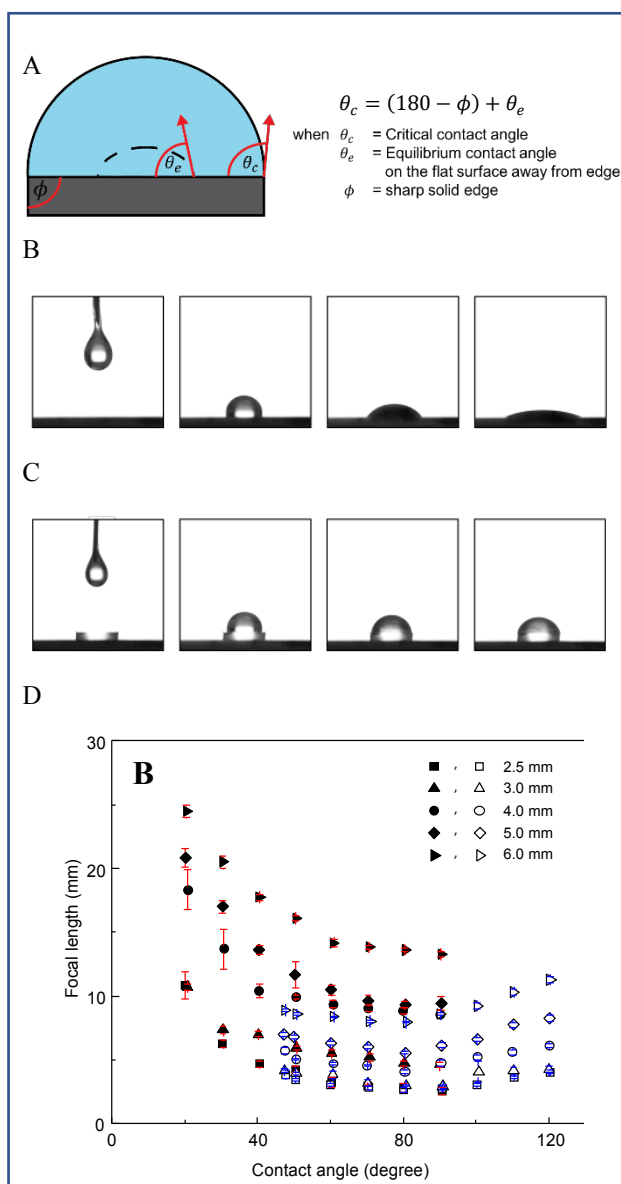 A
θc = (180 − ϕ) + θe
when θc = Critical contact angle
θe = Equilibrium contact angle
on the flat surface away from edge
ϕ = sharp solid edge
θe
θc
ϕ
B
C
D
30
B
, 2.5 mm
, 3.0 mm
, 4.0 mm
, 5.0 mm
, 6.0 mm
20
Focal length (mm)
10
0
0 40 80 120
Contact angle (degree)